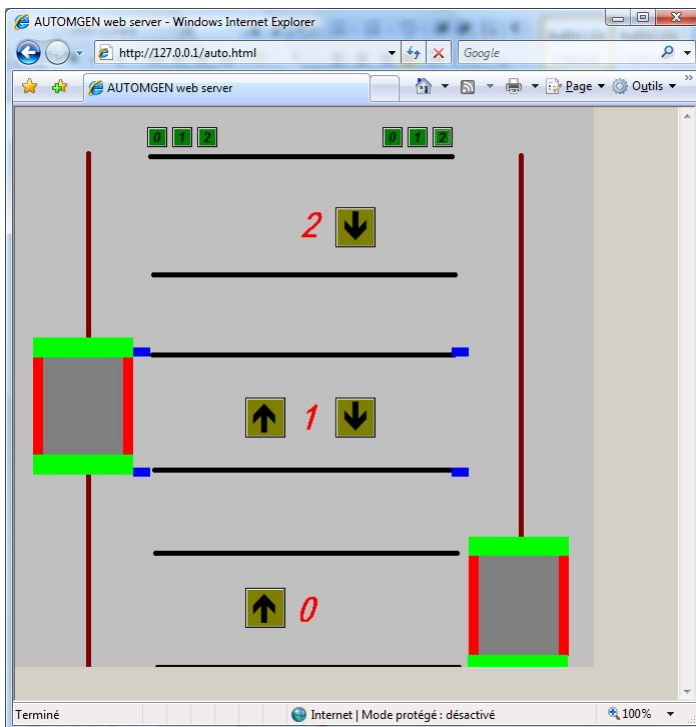 AUTOMGEN web server - Windows Internet Explorer
http://127.0.0.1/auto.html
Google
AUTOMGEN web server
Page
Outils
0 1 2
0 1 2
2
1
0
Terminé
Internet | Mode protégé : désactivé
100%